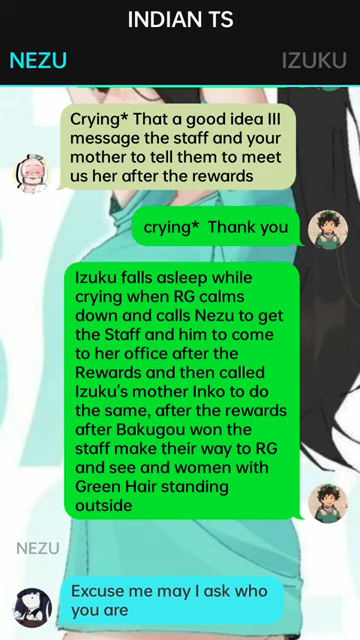 INDIAN TS
NEZU IZUKU
Crying* That a good idea Ill
message the staff and your
mother to tell them to meet
us her after the rewards
crying* Thank you
Izuku falls asleep while
crying when RG calms
down and calls Nezu to get
the Staff and him to come
to her office after the
Rewards and then called
Izuku's mother Inko to do
the same, after the rewards
after Bakugou won the
staff make their way to RG
and see and women with
Green Hair standing
outside
NEZU
Excuse me may I ask who
you are